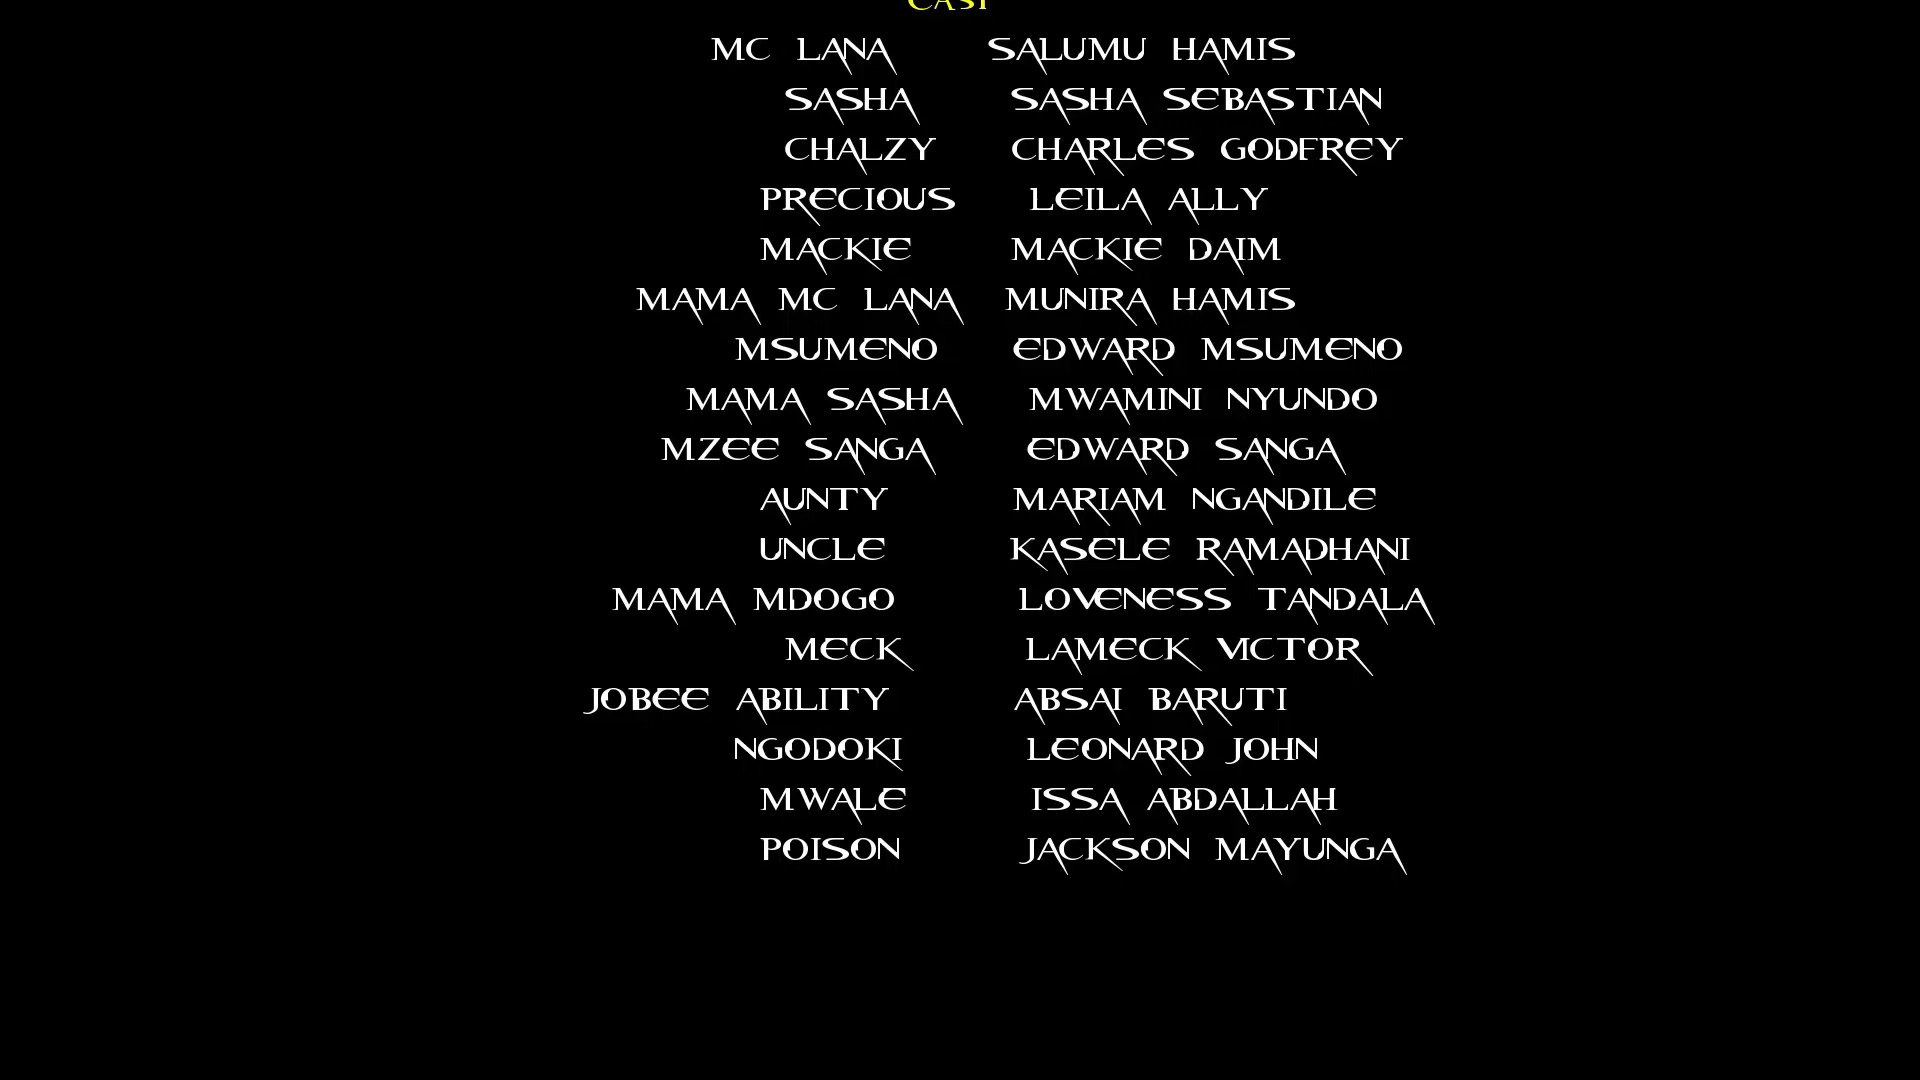 Cast
MC LANA SALUMU HAMIS
SASHA SASHA SEBASTIAN
CHALZY CHARLES GODFREY
PRECIOUS LEILA ALLY
MACKIE MACKIE DAIM
MAMA MC LANA MUNIRA HAMIS
MSUMENO EDWARD MSUMENO
MAMA SASHA MWAMINI NYUNDO
MZEE SANGA EDWARD SANGA
AUNTY MARIAM NGANDILE
UNCLE KASELE RAMADHANI
MAMA MDOGO LOVENESS TANDALA
MECK LAMECK VICTOR
JOBEE ABILITY ABSAI BARUTI
NGODOKI LEONARD JOHN
MWALE ISSA ABDALLAH
POISON JACKSON MAYUNGA